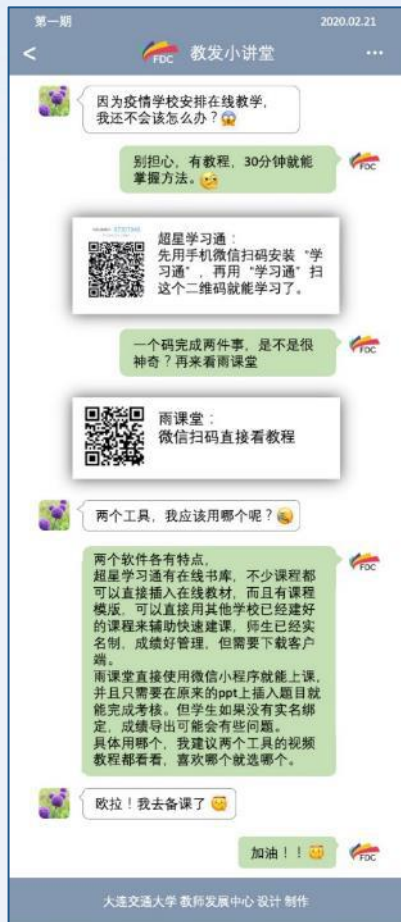 第一期
2020.02.21
<
FDC
教发小讲堂
...
因为疫情学校安排在线教学，
我还不会该怎么办？
别担心，有教程，30分钟就能
掌握方法。
FDC
超星学习通：
先用手机微信扫码安装“学
习通”，再用“学习通”扫
这个二维码就能学习了。
一个码完成两件事，是不是很
神奇？再来看雨课堂
FDC
雨课堂：
微信扫码直接看教程
两个工具，我应该用哪个呢？
两个软件各有特点，
超星学习通有在线书库，不少课程都
可以直接插入在线教材，而且有课程
模版，可以直接用其他学校已经建好
的课程来辅助快速建课，师生已经实
名制，成绩好管理，但需要下载客户
端。
雨课堂直接使用微信小程序就能上课，
并且只需要在原来的ppt上插入题目就
能完成考核。但学生如果没有实名绑
定，成绩导出可能会有些问题。
具体用哪个，我建议两个工具的视频
教程都看看，喜欢哪个就选哪个。
FDC
欧拉！我去备课了
加油！！
FDC
大连交通大学 教师发展中心 设计 制作